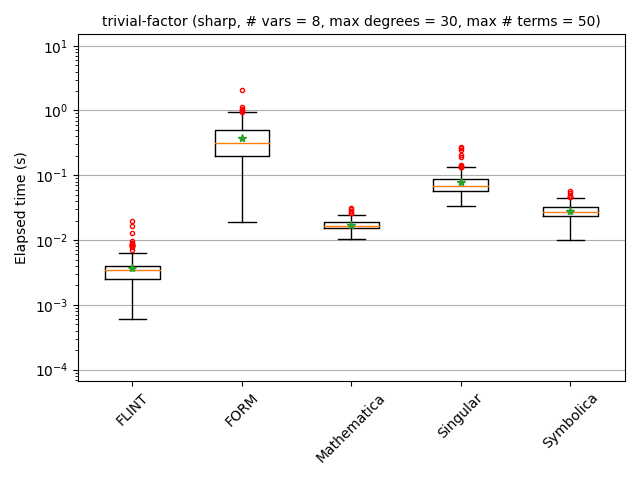 trivial-factor (sharp, # vars = 8, max degrees = 30, max # terms = 50)
Elapsed time (s)
10¹
10⁰
10⁻¹
10⁻²
10⁻³
10⁻⁴
FLINT
FORM
Mathematica
Singular
Symbolica